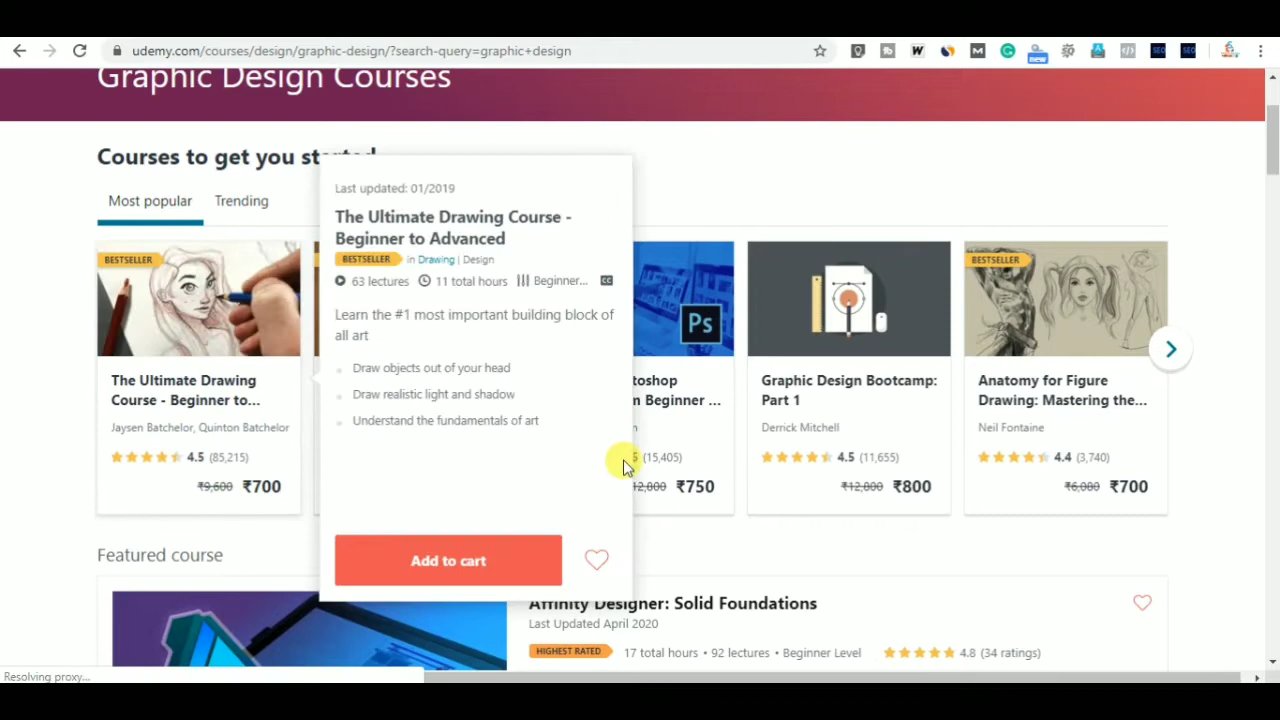 udemy.com/courses/design/graphic-design/?search-query=graphic+design
W
M
new
SEO
SEO
Graphic Design Courses
Courses to get you started
Most popular
Trending
BESTSELLER
The Ultimate Drawing
Course - Beginner to...
Jaysen Batchelor, Quinton Batchelor
4.5 (85,215)
₹9,600 ₹700
Last updated: 01/2019
The Ultimate Drawing Course -
Beginner to Advanced
BESTSELLER in Drawing | Design
63 lectures 11 total hours Beginner... CC
Learn the #1 most important building block of
all art
Draw objects out of your head
Draw realistic light and shadow
Understand the fundamentals of art
Add to cart
Ps
(15,405)
₹750
Graphic Design Bootcamp:
Part 1
Derrick Mitchell
4.5 (11,655)
₹12,800 ₹800
BESTSELLER
Anatomy for Figure
Drawing: Mastering the...
Neil Fontaine
4.4 (3,740)
₹6,080 ₹700
Featured course
Affinity Designer: Solid Foundations
Last Updated April 2020
HIGHEST RATED 17 total hours • 92 lectures • Beginner Level 4.8 (34 ratings)
Resolving proxy...